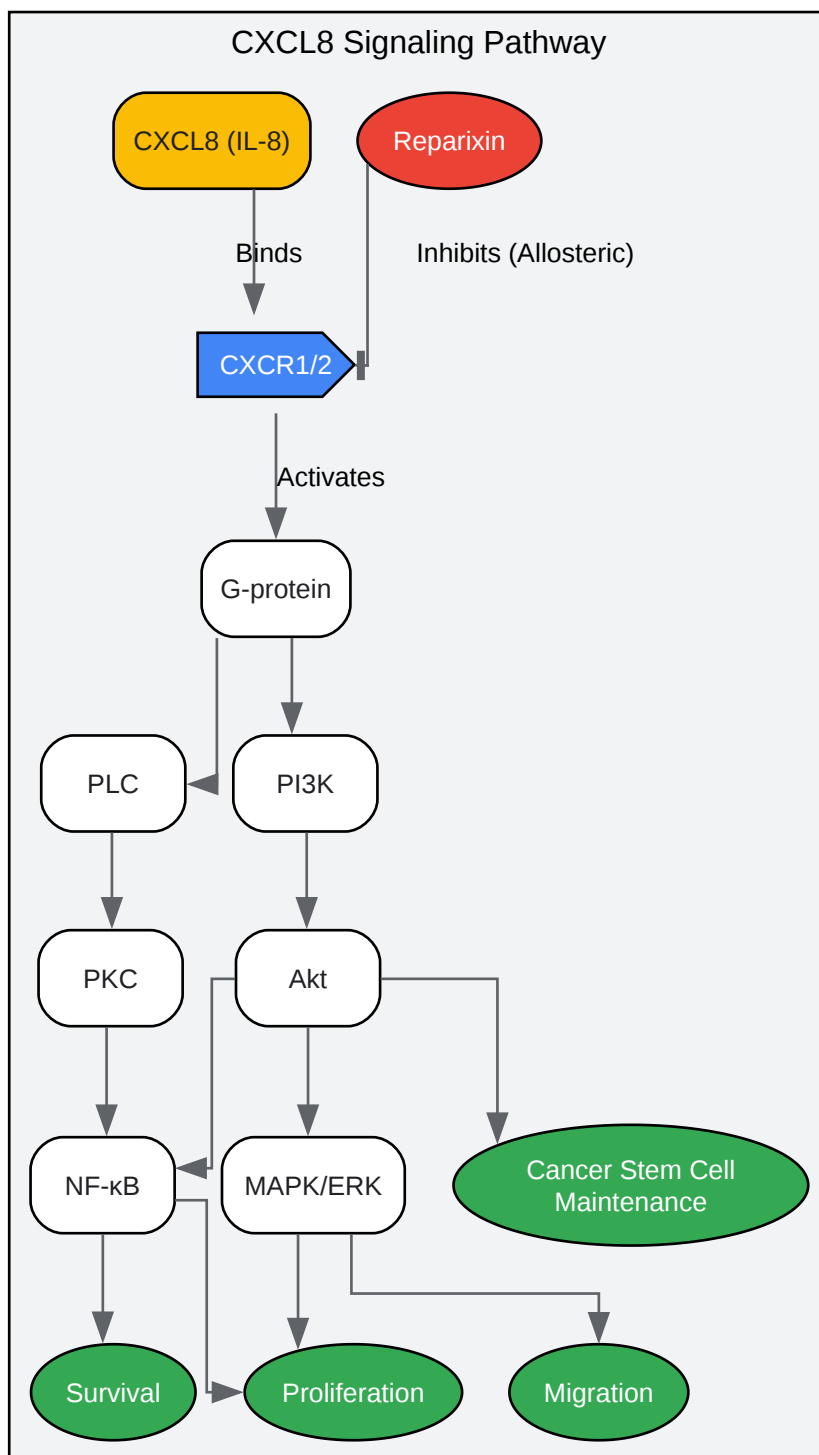 CXCL8 Signaling Pathway
CXCL8 (IL-8)
Reparixin
Binds
Inhibits (Allosteric)
CXCR1/2
Activates
G-protein
PLC
PI3K
PKC
Akt
NF-κB
MAPK/ERK
Cancer Stem Cell
Maintenance
Survival
Proliferation
Migration